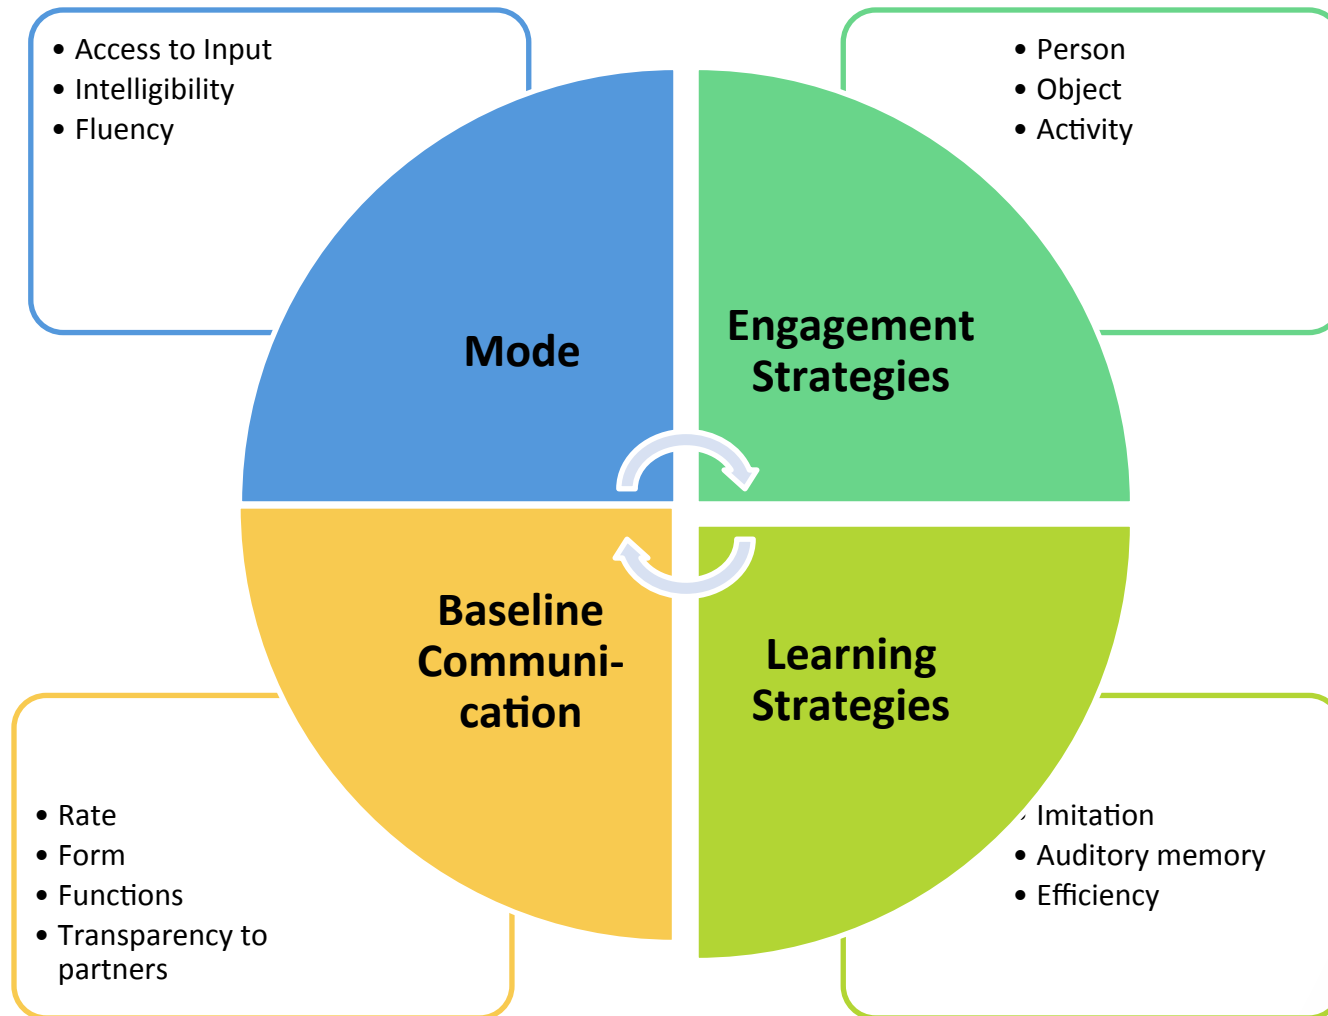 • Access to Input
• Intelligibility
• Fluency
• Person
• Object
• Activity
Mode
Engagement
Strategies
Baseline
Communi-
cation
Learning
Strategies
• Rate
• Form
• Functions
• Transparency to
partners
• Imitation
• Auditory memory
• Efficiency